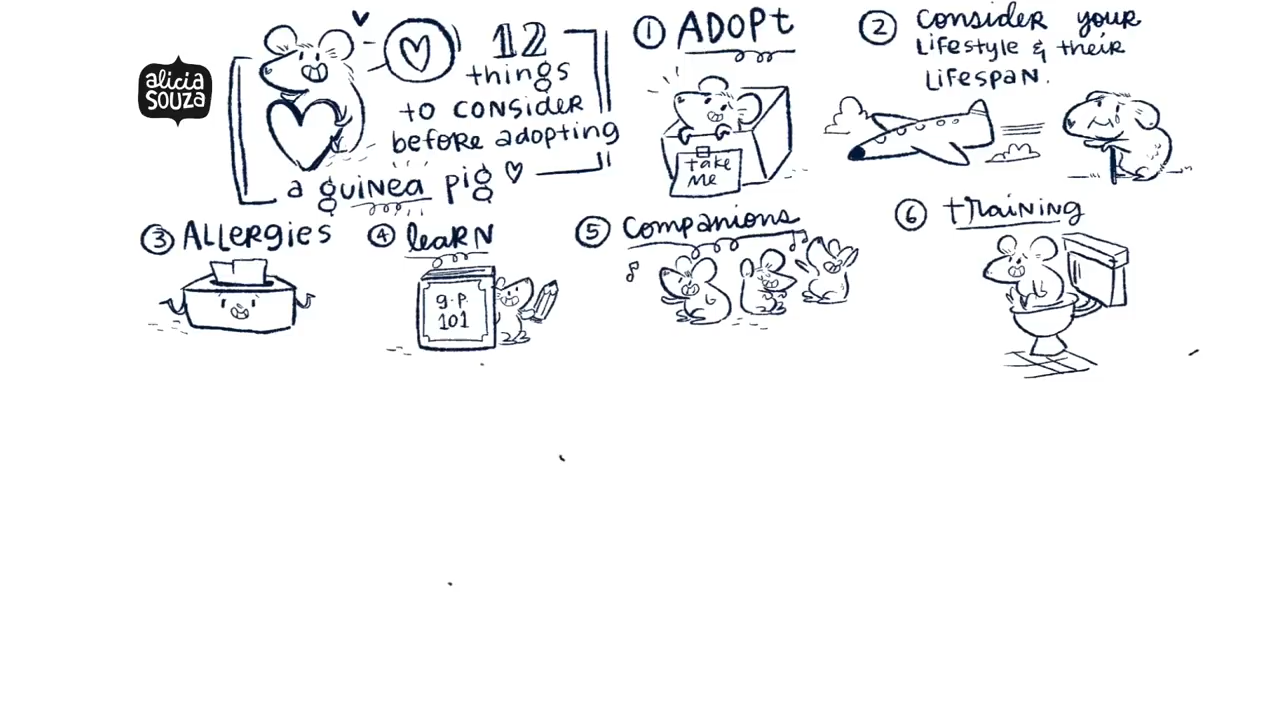 alicia
SOUZA
12
things
to consider
before adopting
a guinea pig
1 ADOPt
take
me
2 Consider your
Lifestyle & their
Lifespan.
3 Allergies
4 learn
g.p.
101
5 Companions
6 training